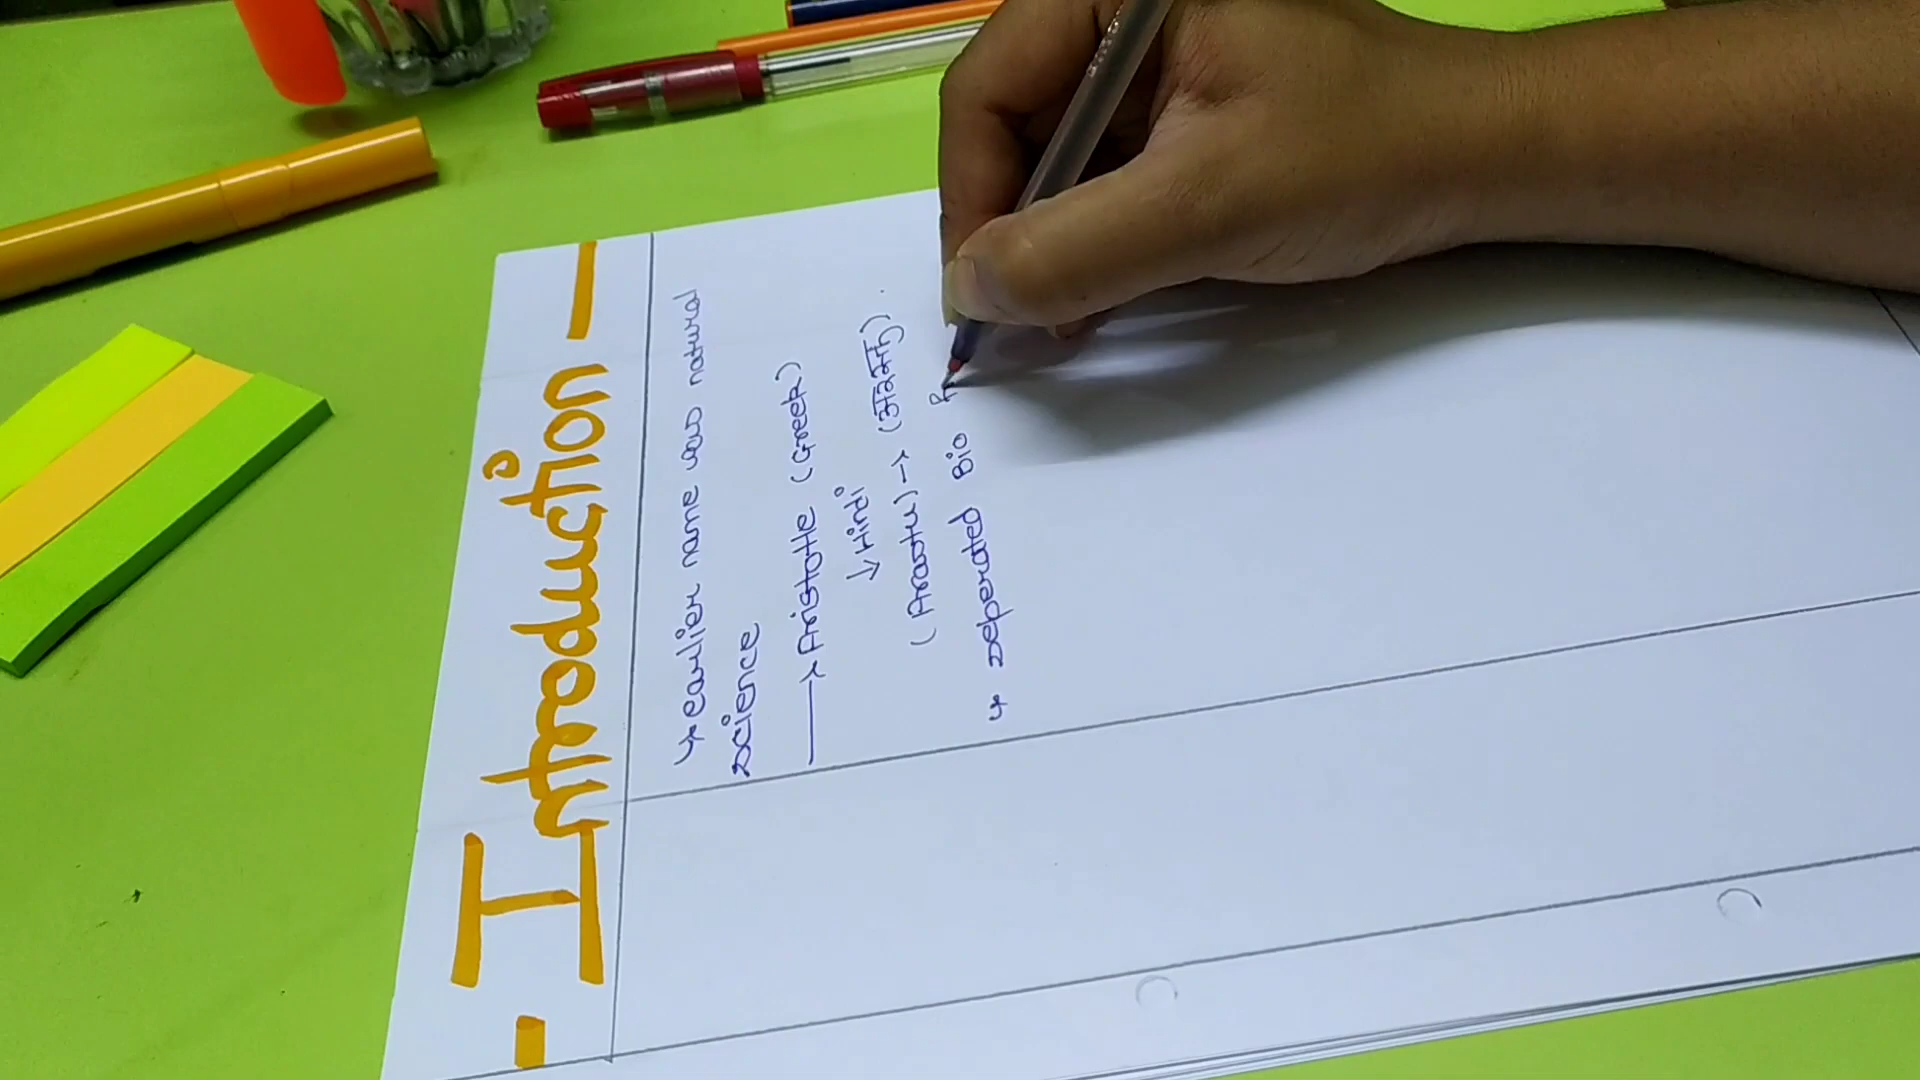 - Introduction -
↳ earlier name was natural
science
→ Aristotle (Greek)
↓ Hindi
(Arastu) → (अरस्तु).
↳ seperated Bio